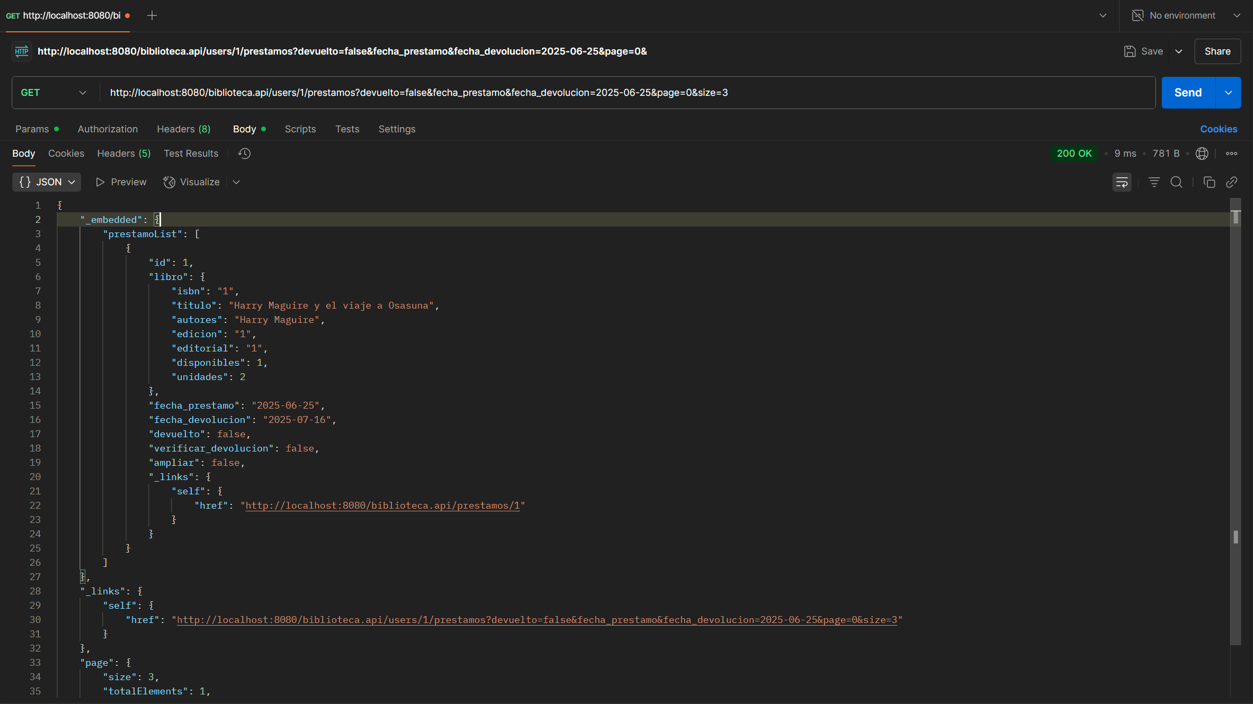 GET http://localhost:8080/bi
No environment
HTTP http://localhost:8080/biblioteca.api/users/1/prestamos?devuelto=false&fecha_prestamo&fecha_devolucion=2025-06-25&page=0&
Save
Share
GET
http://localhost:8080/biblioteca.api/users/1/prestamos?devuelto=false&fecha_prestamo&fecha_devolucion=2025-06-25&page=0&size=3
Send
Params Authorization Headers (8) Body Scripts Tests Settings Cookies
Body Cookies Headers (5) Test Results 200 OK 9 ms 781 B
{} JSON Preview Visualize
1 {
2 "_embedded": {
3 "prestamoList": [
4 {
5 "id": 1,
6 "libro": {
7 "isbn": "1",
8 "titulo": "Harry Maguire y el viaje a Osasuna",
9 "autores": "Harry Maguire",
10 "edicion": "1",
11 "editorial": "1",
12 "disponibles": 1,
13 "unidades": 2
14 },
15 "fecha_prestamo": "2025-06-25",
16 "fecha_devolucion": "2025-07-16",
17 "devuelto": false,
18 "verificar_devolucion": false,
19 "ampliar": false,
20 "_links": {
21 "self": {
22 "href": "http://localhost:8080/biblioteca.api/prestamos/1"
23 }
24 }
25 }
26 ]
27 },
28 "_links": {
29 "self": {
30 "href": "http://localhost:8080/biblioteca.api/users/1/prestamos?devuelto=false&fecha_prestamo&fecha_devolucion=2025-06-25&page=0&size=3"
31 }
32 },
33 "page": {
34 "size": 3,
35 "totalElements": 1,